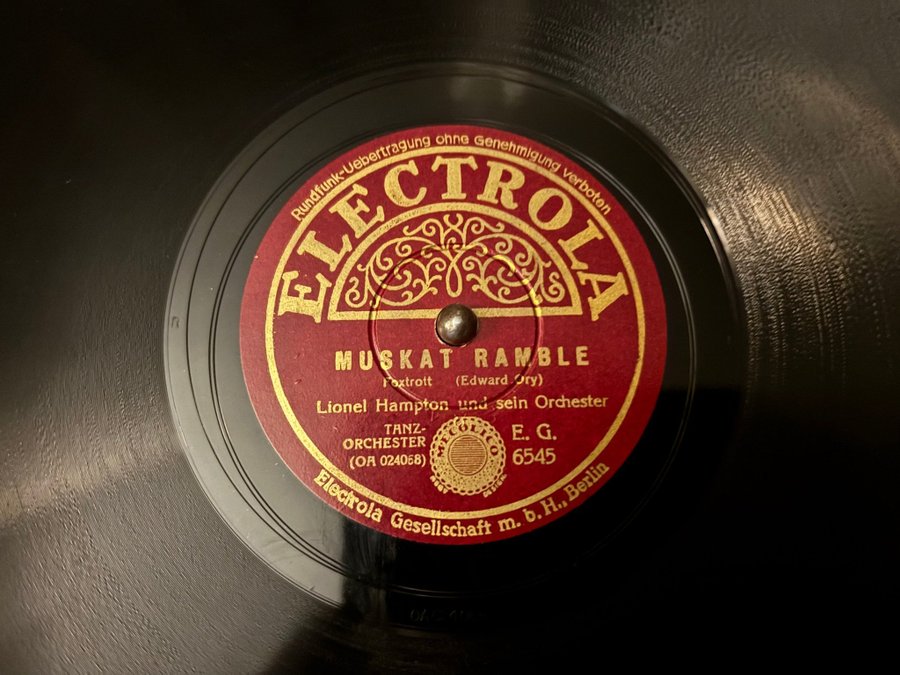 Rundfunk-Uebertragung ohne Genehmigung verboten
ELECTROLA
MUSKAT RAMBLE
Foxtrott (Edward Ory)
Lionel Hampton und sein Orchester
TANZ-
ORCHESTER
(OA 024068)
E. G.
6545
Electrola Gesellschaft m. b. H., Berlin